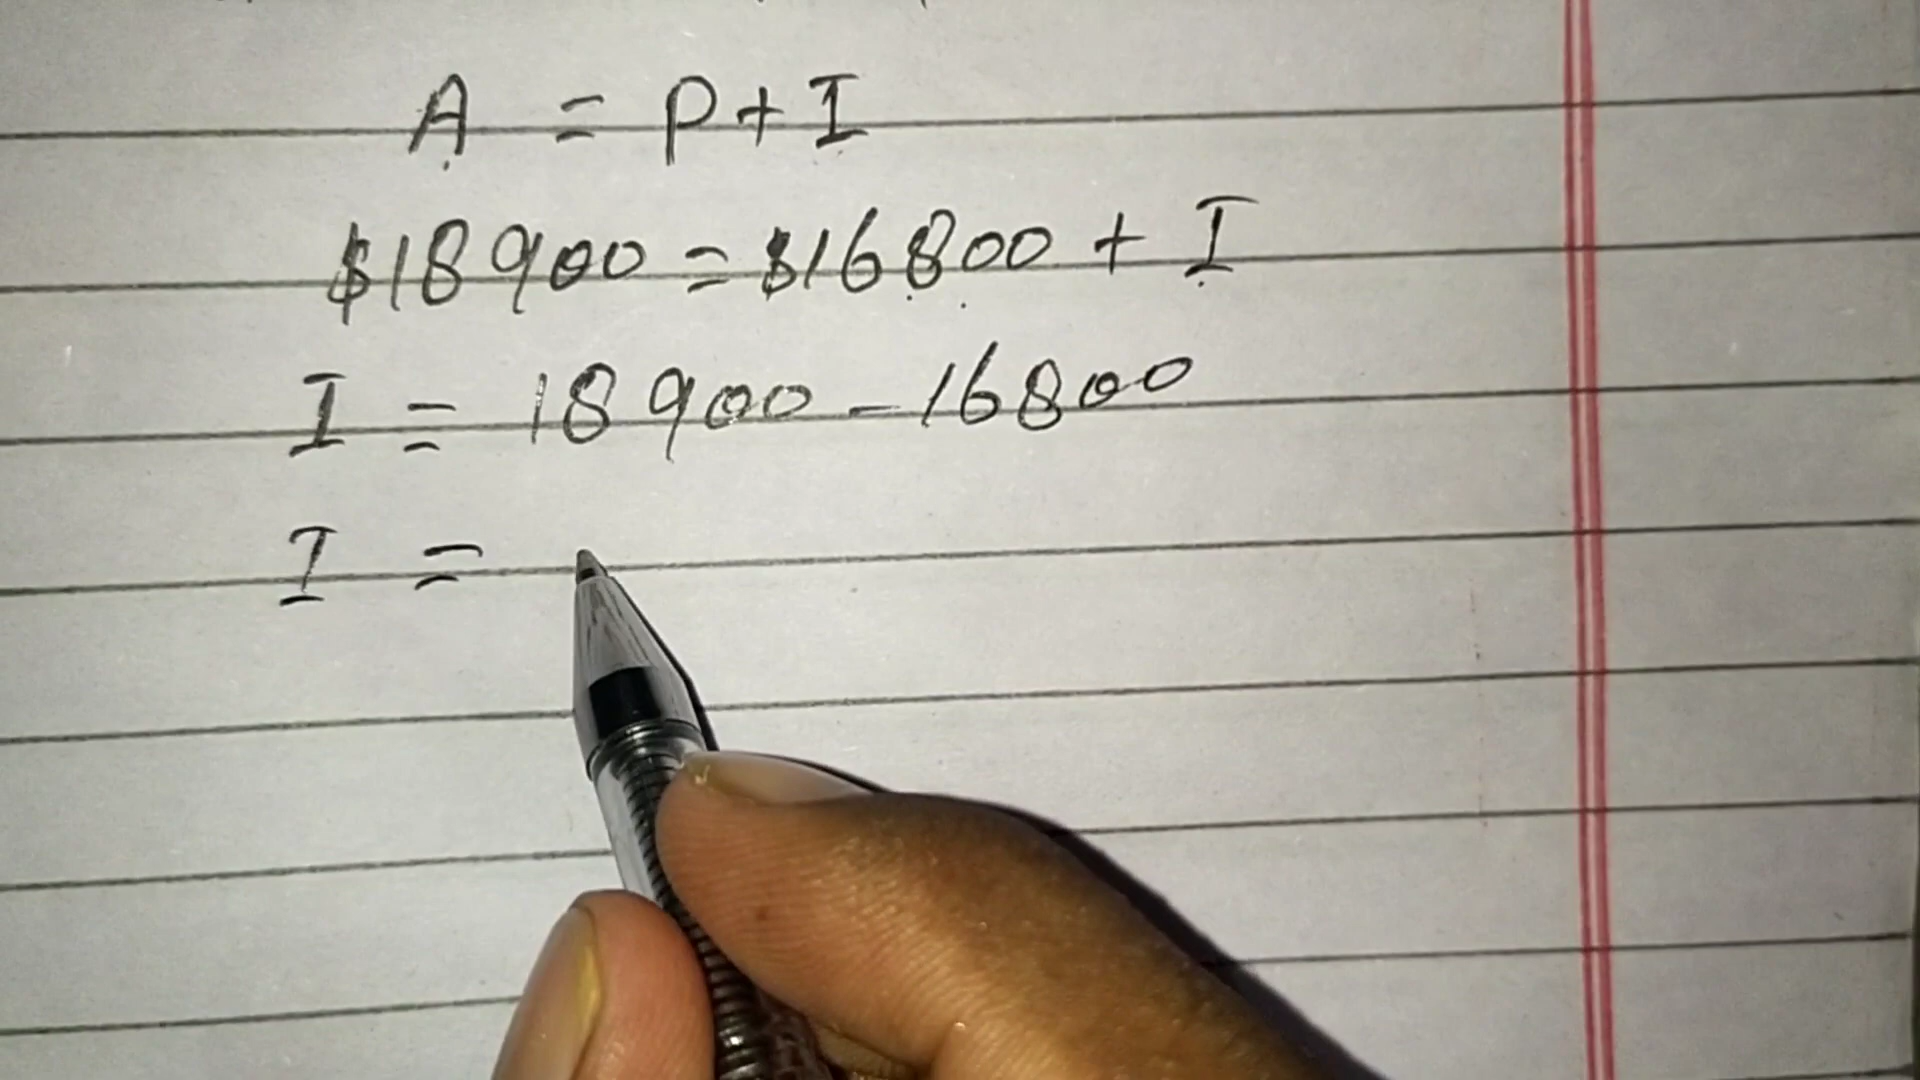 A = P + I
$18900 = $16800 + I
I = 18900 - 16800
I =